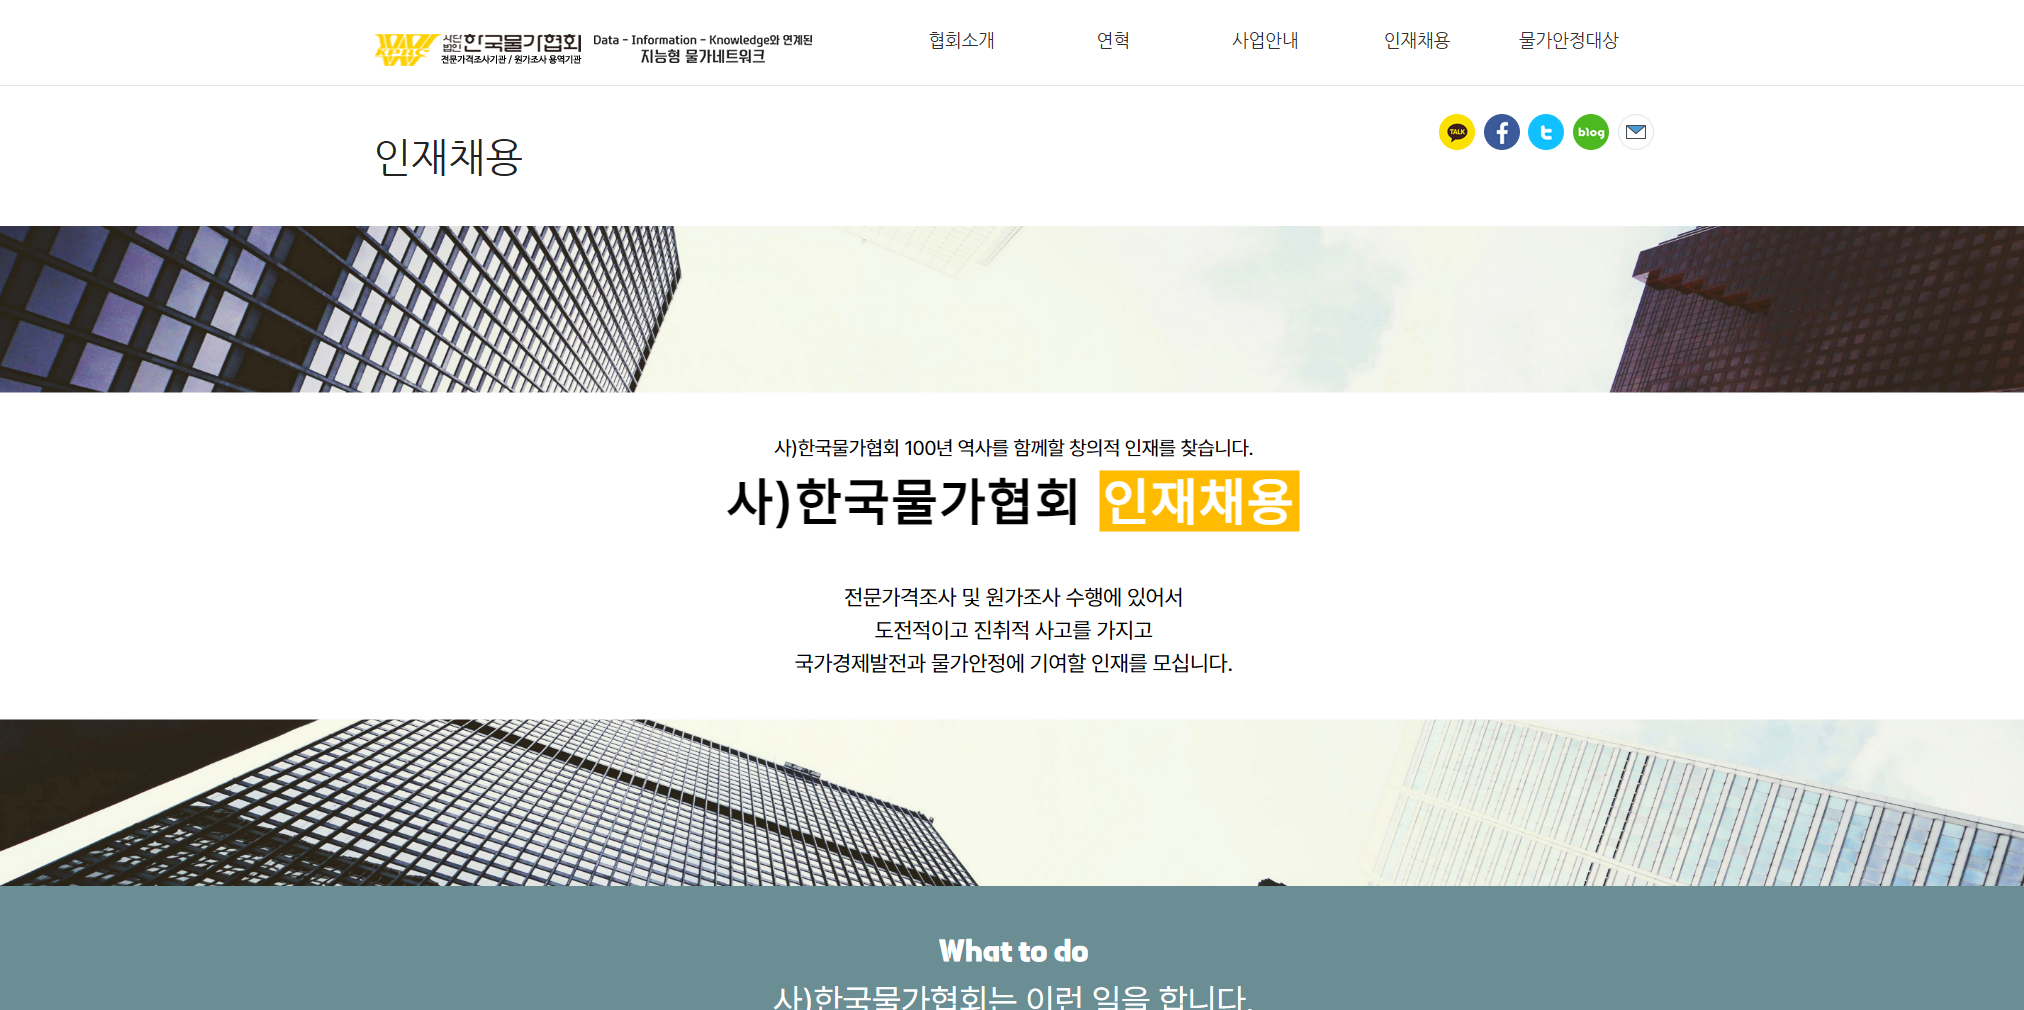 사단법인 한국물가협회
전문가격조사기관 / 원가조사 용역기관
Data - Information - Knowledge와 연계된
지능형 물가네트워크
협회소개
연혁
사업안내
인재채용
물가안정대상
인재채용
TALK
blog
사)한국물가협회 100년 역사를 함께할 창의적 인재를 찾습니다.
사)한국물가협회 인재채용
전문가격조사 및 원가조사 수행에 있어서
도전적이고 진취적 사고를 가지고
국가경제발전과 물가안정에 기여할 인재를 모십니다.
What to do
사)한국물가협회는 이런 일을 합니다.